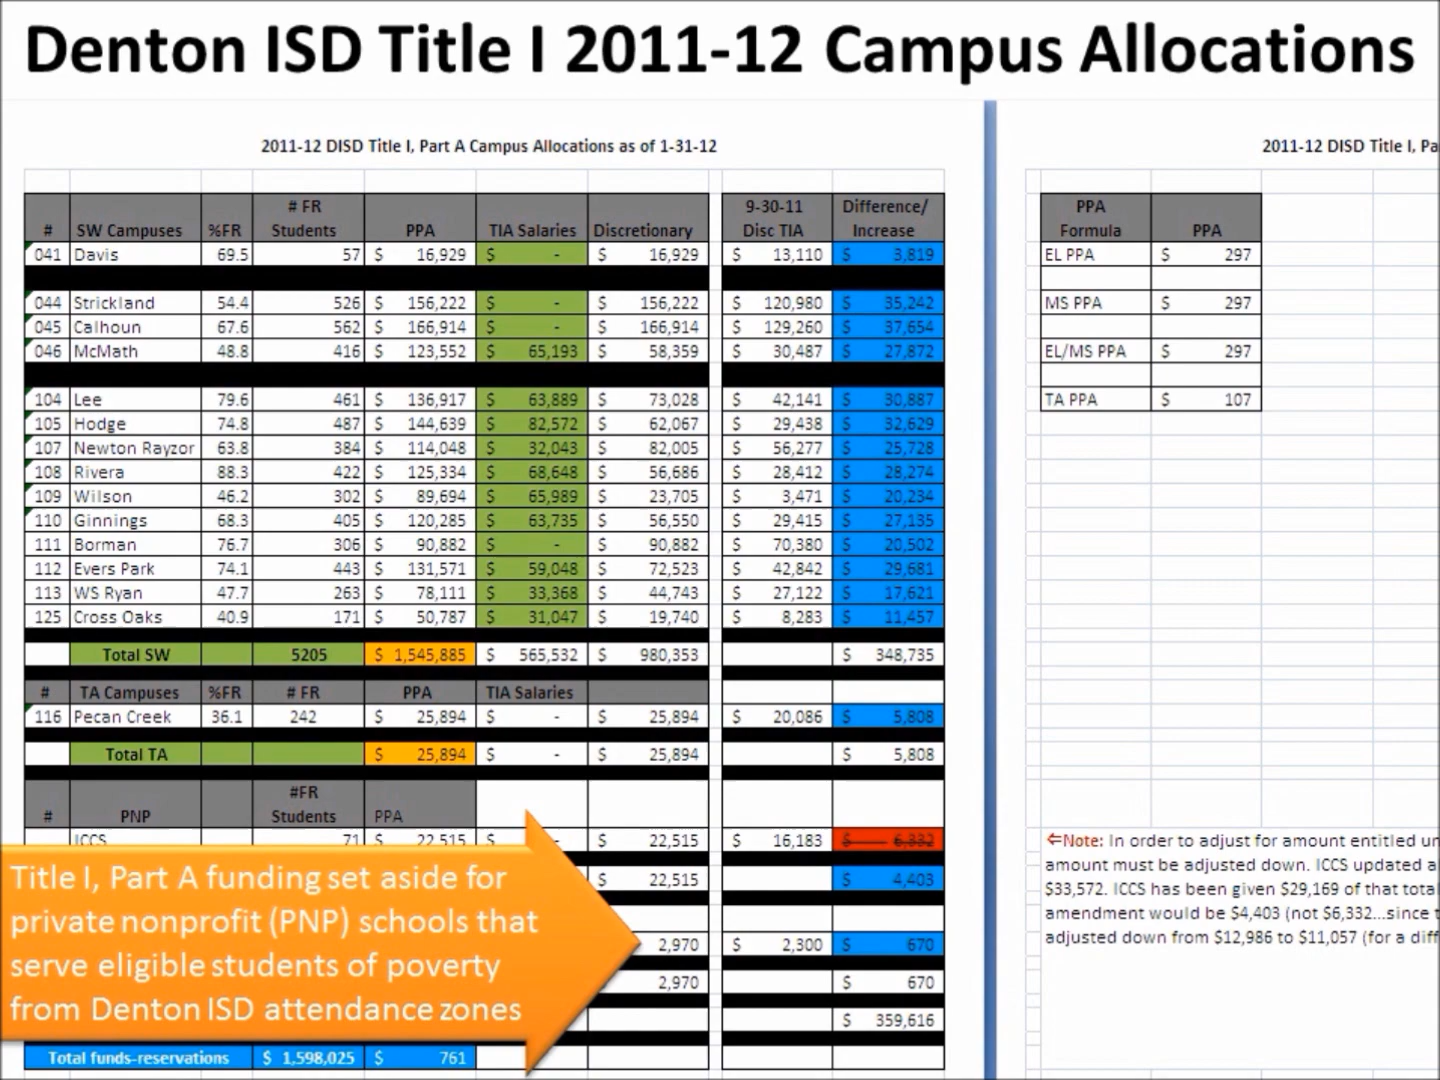 Denton ISD Title I 2011-12 Campus Allocations
2011-12 DISD Title I, Part A Campus Allocations as of 1-31-12
# SW Campuses %FR # FR Students PPA TIA Salaries Discretionary 9-30-11 Disc TIA Difference/ Increase
041 Davis 69.5 57 $ 16,929 $ - $ 16,929 $ 13,110 $ 3,819
044 Strickland 54.4 526 $ 156,222 $ - $ 156,222 $ 120,980 $ 35,242
045 Calhoun 67.6 562 $ 166,914 $ - $ 166,914 $ 129,260 $ 37,654
046 McMath 48.8 416 $ 123,552 $ 65,193 $ 58,359 $ 30,487 $ 27,872
104 Lee 79.6 461 $ 136,917 $ 63,889 $ 73,028 $ 42,141 $ 30,887
105 Hodge 74.8 487 $ 144,639 $ 82,572 $ 62,067 $ 29,438 $ 32,629
107 Newton Rayzor 63.8 384 $ 114,048 $ 32,043 $ 82,005 $ 56,277 $ 25,728
108 Rivera 88.3 422 $ 125,334 $ 68,648 $ 56,686 $ 28,412 $ 28,274
109 Wilson 46.2 302 $ 89,694 $ 65,989 $ 23,705 $ 3,471 $ 20,234
110 Ginnings 68.3 405 $ 120,285 $ 63,735 $ 56,550 $ 29,415 $ 27,135
111 Borman 76.7 306 $ 90,882 $ - $ 90,882 $ 70,380 $ 20,502
112 Evers Park 74.1 443 $ 131,571 $ 59,048 $ 72,523 $ 42,842 $ 29,681
113 WS Ryan 47.7 263 $ 78,111 $ 33,368 $ 44,743 $ 27,122 $ 17,621
125 Cross Oaks 40.9 171 $ 50,787 $ 31,047 $ 19,740 $ 8,283 $ 11,457
Total SW 5205 $ 1,545,885 $ 565,532 $ 980,353 $ 348,735
# TA Campuses %FR # FR PPA TIA Salaries
116 Pecan Creek 36.1 242 $ 25,894 $ - $ 25,894 $ 20,086 $ 5,808
Total TA $ 25,894 $ - $ 25,894 $ 5,808
# PNP #FR Students PPA
ICCS 71 $ 22,515 $ - $ 22,515 $ 16,183 $ 6,332
$ 22,515 $ 4,403
2,970 $ 2,300 $ 670
2,970 $ 670
$ 359,616
Total funds-reservations $ 1,598,025 $ 761
Title I, Part A funding set aside for
private nonprofit (PNP) schools that
serve eligible students of poverty
from Denton ISD attendance zones
2011-12 DISD Title I, Pa
PPA Formula PPA
EL PPA $ 297
MS PPA $ 297
EL/MS PPA $ 297
TA PPA $ 107
⇐Note: In order to adjust for amount entitled un
amount must be adjusted down. ICCS updated a
$33,572. ICCS has been given $29,169 of that total
amendment would be $4,403 (not $6,332...since t
adjusted down from $12,986 to $11,057 (for a diff